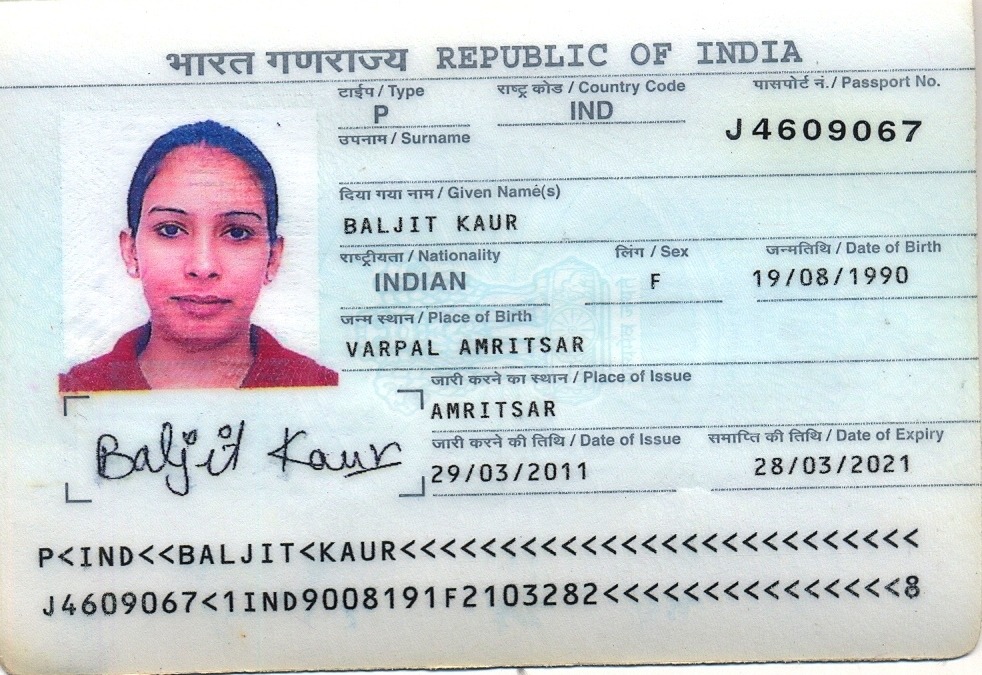 भारत गणराज्य REPUBLIC OF INDIA
टाईप / Type राष्ट्र कोड / Country Code पासपोर्ट नं. / Passport No.
P IND J4609067
उपनाम / Surname
दिया गया नाम / Given Name(s)
BALJIT KAUR
राष्ट्रीयता / Nationality लिंग / Sex जन्मतिथि / Date of Birth
INDIAN F 19/08/1990
जन्म स्थान / Place of Birth
VARPAL AMRITSAR
जारी करने का स्थान / Place of Issue
AMRITSAR
जारी करने की तिथि / Date of Issue समाप्ति की तिथि / Date of Expiry
29/03/2011 28/03/2021
Baljit Kaur
P<IND<<BALJIT<KAUR<<<<<<<<<<<<<<<<<<<<<<<<<<
J4609067<1IND9008191F2103282<<<<<<<<<<<<<<<8